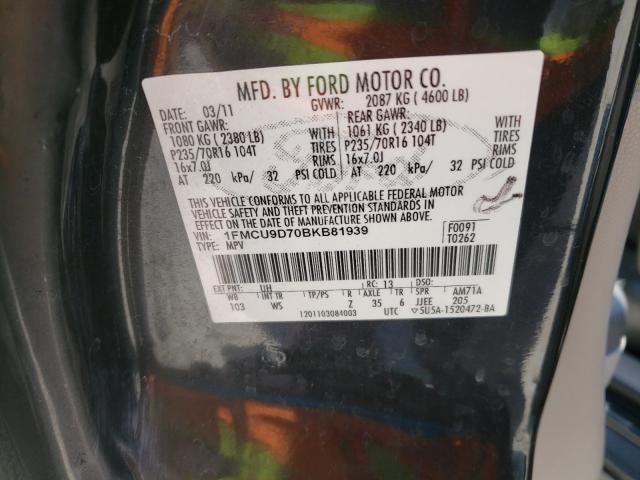 MFD. BY FORD MOTOR CO.
DATE: 03/11 GVWR: 2087 KG ( 4600 LB)
FRONT GAWR: REAR GAWR:
1080 KG ( 2380 LB) WITH 1061 KG ( 2340 LB) WITH
P235/70R16 104T TIRES P235/70R16 104T TIRES
16x7.0J RIMS 16x7.0J RIMS
AT 220 kPa/ 32 PSI COLD AT 220 kPa/ 32 PSI COLD
THIS VEHICLE CONFORMS TO ALL APPLICABLE FEDERAL MOTOR
VEHICLE SAFETY AND THEFT PREVENTION STANDARDS IN
EFFECT ON THE DATE OF MANUFACTURE SHOWN ABOVE.
VIN: 1FMCU9D70BKB81939 F0091
TYPE: MPV T0262
EXT PNT: UH RC: 13 DSO:
WB INT TR TP/PS R AXLE TR SPR AM71A
103 WS Z 35 6 JJEE 205
1201103084003 UTC 5U5A-1520472-BA